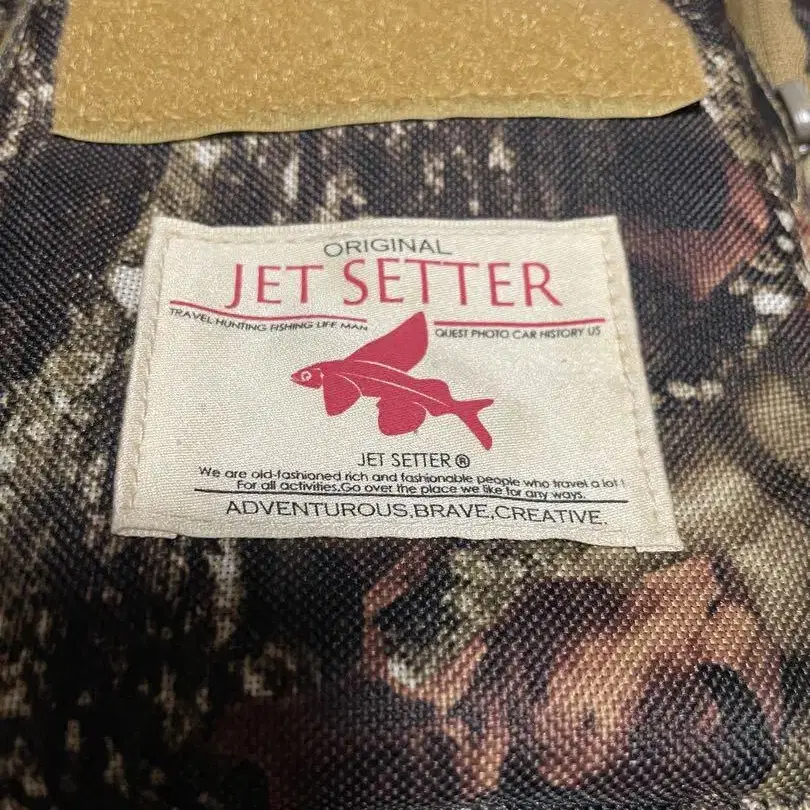 ORIGINAL
JET SETTER
TRAVEL HUNTING FISHING LIFE MAN
QUEST PHOTO CAR HISTORY US
JET SETTER ®
We are old-fashioned rich and fashionable people who travel a lot !
For all activities.Go over the place we like for any ways.
ADVENTUROUS,BRAVE,CREATIVE.